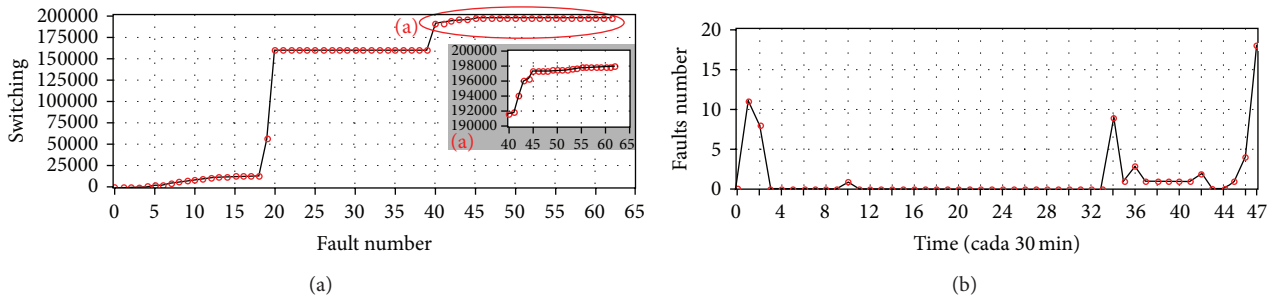 200000
175000
150000
125000
100000
75000
50000
25000
0
Switching
(a)
200000
198000
196000
194000
192000
190000
(a)
40 45 50 55 60 65
0 5 10 15 20 25 30 35 40 45 50 55 60 65
Fault number
(a)
20
15
10
5
0
Faults number
0 4 8 12 16 20 24 28 32 36 40 44 47
Time (cada 30 min)
(b)